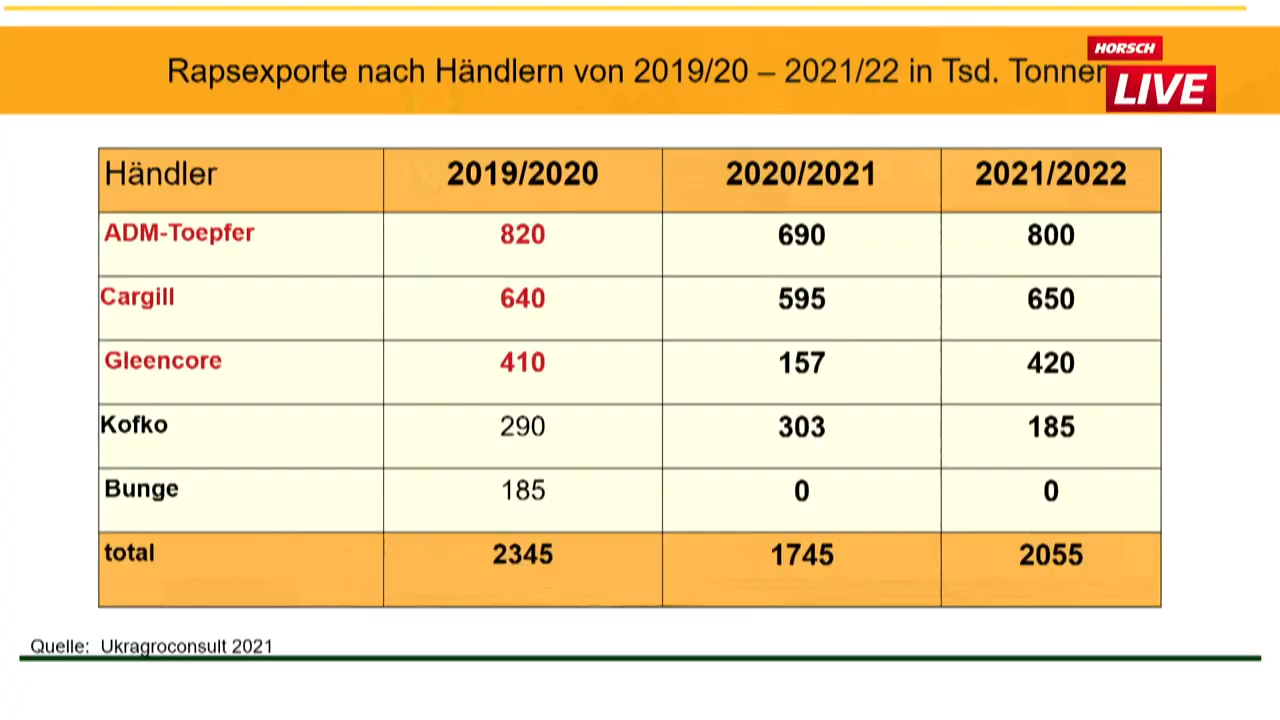 Rapsexporte nach Händlern von 2019/20 – 2021/22 in Tsd. Tonnen
HORSCH
LIVE
Händler 2019/2020 2020/2021 2021/2022
ADM-Toepfer 820 690 800
Cargill 640 595 650
Gleencore 410 157 420
Kofko 290 303 185
Bunge 185 0 0
total 2345 1745 2055
Quelle: Ukragroconsult 2021